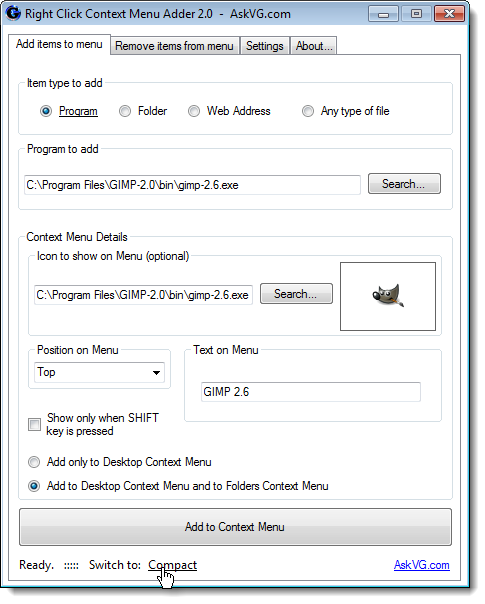 Right Click Context Menu Adder 2.0 - AskVG.com
Add items to menu Remove items from menu Settings About...
Item type to add
Program Folder Web Address Any type of file
Program to add
C:\Program Files\GIMP-2.0\bin\gimp-2.6.exe Search...
Context Menu Details
Icon to show on Menu (optional)
C:\Program Files\GIMP-2.0\bin\gimp-2.6.exe Search...
Position on Menu Text on Menu
Top
GIMP 2.6
Show only when SHIFT
key is pressed
Add only to Desktop Context Menu
Add to Desktop Context Menu and to Folders Context Menu
Add to Context Menu
Ready. ::::: Switch to: Compact AskVG.com